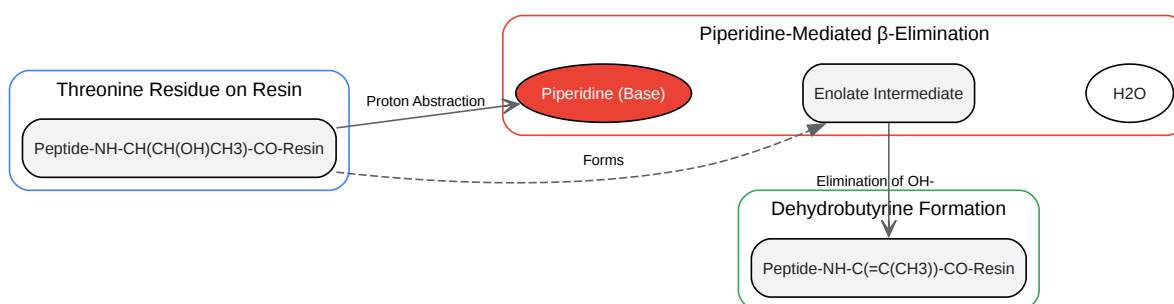 Piperidine-Mediated β-Elimination
Threonine Residue on Resin
Proton Abstraction
Piperidine (Base)
Enolate Intermediate
H2O
Peptide-NH-CH(CH(OH)CH3)-CO-Resin
Forms
Elimination of OH-
Dehydrobutyrine Formation
Peptide-NH-C(=C(CH3))-CO-Resin